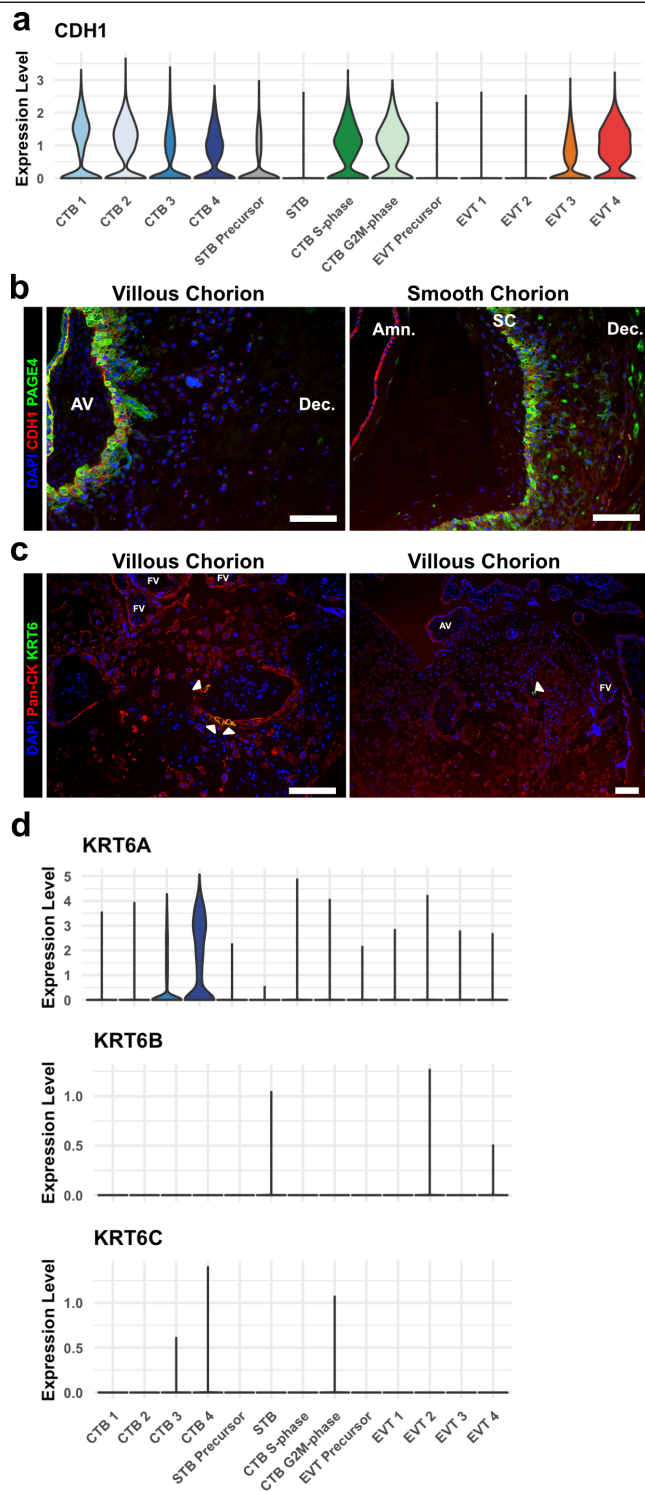 a
CDH1
Expression Level
3
2
1
0
CTB 1
CTB 2
CTB 3
CTB 4
STB Precursor
STB
CTB S-phase
CTB G2M-phase
EVT Precursor
EVT 1
EVT 2
EVT 3
EVT 4
b
Villous Chorion
Smooth Chorion
DAPI CDH1 PAGE4
AV
Dec.
Amn.
SC
Dec.
c
Villous Chorion
Villous Chorion
DAPI Pan-CK KRT6
FV
FV
FV
AV
FV
d
KRT6A
Expression Level
5
4
3
2
1
0
KRT6B
Expression Level
1.0
0.5
0.0
KRT6C
Expression Level
1.0
0.5
0.0
CTB 1
CTB 2
CTB 3
CTB 4
STB Precursor
STB
CTB S-phase
CTB G2M-phase
EVT Precursor
EVT 1
EVT 2
EVT 3
EVT 4